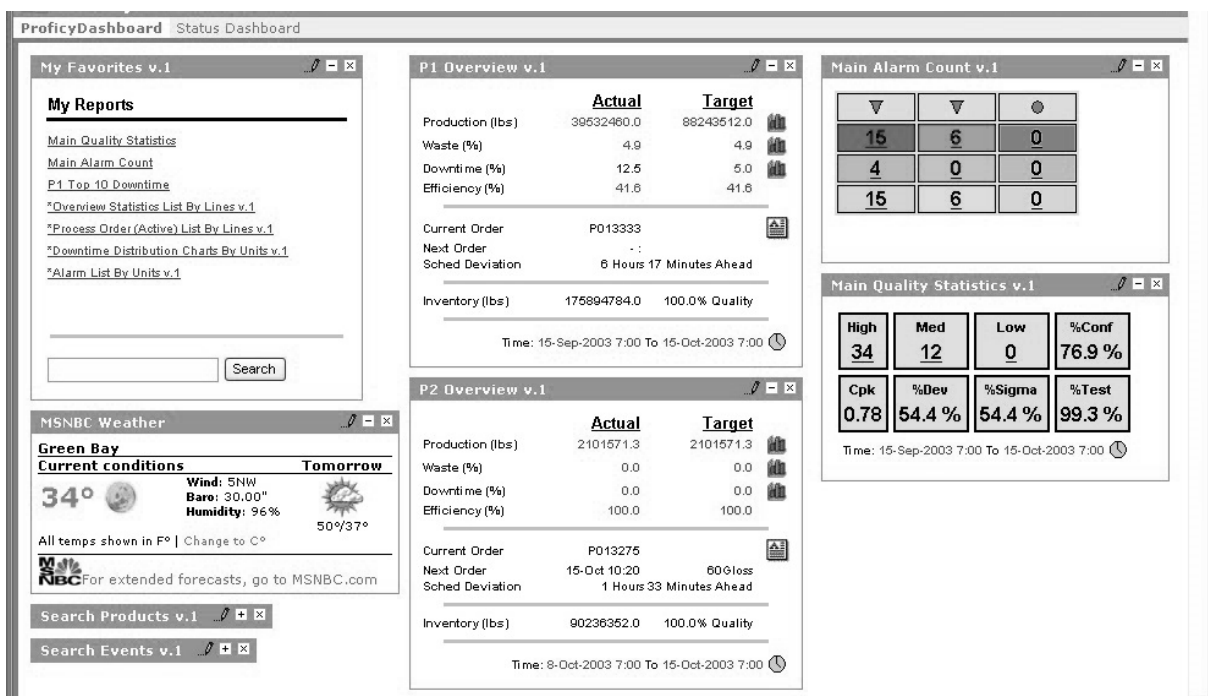 ProficyDashboard Status Dashboard
My Favorites v.1
My Reports
Main Quality Statistics
Main Alarm Count
P1 Top 10 Downtime
*Overview Statistics List By Lines v.1
*Process Order (Active) List By Lines v.1
*Downtime Distribution Charts By Units v.1
*Alarm List By Units v.1
Search
MSNBC Weather
Green Bay
Current conditions Tomorrow
34° Wind: 5NW
Baro: 30.00"
Humidity: 96%
50°/37°
All temps shown in F° | Change to C°
MSNBC For extended forecasts, go to MSNBC.com
Search Products v.1
Search Events v.1
P1 Overview v.1
Actual Target
Production (lbs) 39532460.0 88243512.0
Waste (%) 4.9 4.9
Downtime (%) 12.5 5.0
Efficiency (%) 41.6 41.6
Current Order P013333
Next Order - :
Sched Deviation 6 Hours 17 Minutes Ahead
Inventory (lbs) 175894784.0 100.0% Quality
Time: 15-Sep-2003 7:00 To 15-Oct-2003 7:00
P2 Overview v.1
Actual Target
Production (lbs) 2101571.3 2101571.3
Waste (%) 0.0 0.0
Downtime (%) 0.0 0.0
Efficiency (%) 100.0 100.0
Current Order P013275
Next Order 15-Oct 10:20 60Gloss
Sched Deviation 1 Hours 33 Minutes Ahead
Inventory (lbs) 90236352.0 100.0% Quality
Time: 8-Oct-2003 7:00 To 15-Oct-2003 7:00
Main Alarm Count v.1
15 6 0
4 0 0
15 6 0
Main Quality Statistics v.1
High Med Low %Conf
34 12 0 76.9 %
Cpk %Dev %Sigma %Test
0.78 54.4 % 54.4 % 99.3 %
Time: 15-Sep-2003 7:00 To 15-Oct-2003 7:00